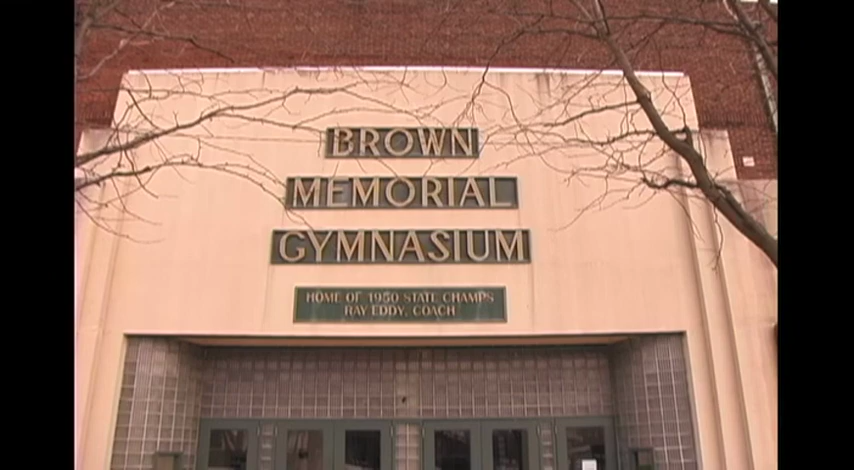 BROWN
MEMORIAL
GYMNASIUM
HOME OF 1950 STATE CHAMPS
RAY EDDY, COACH